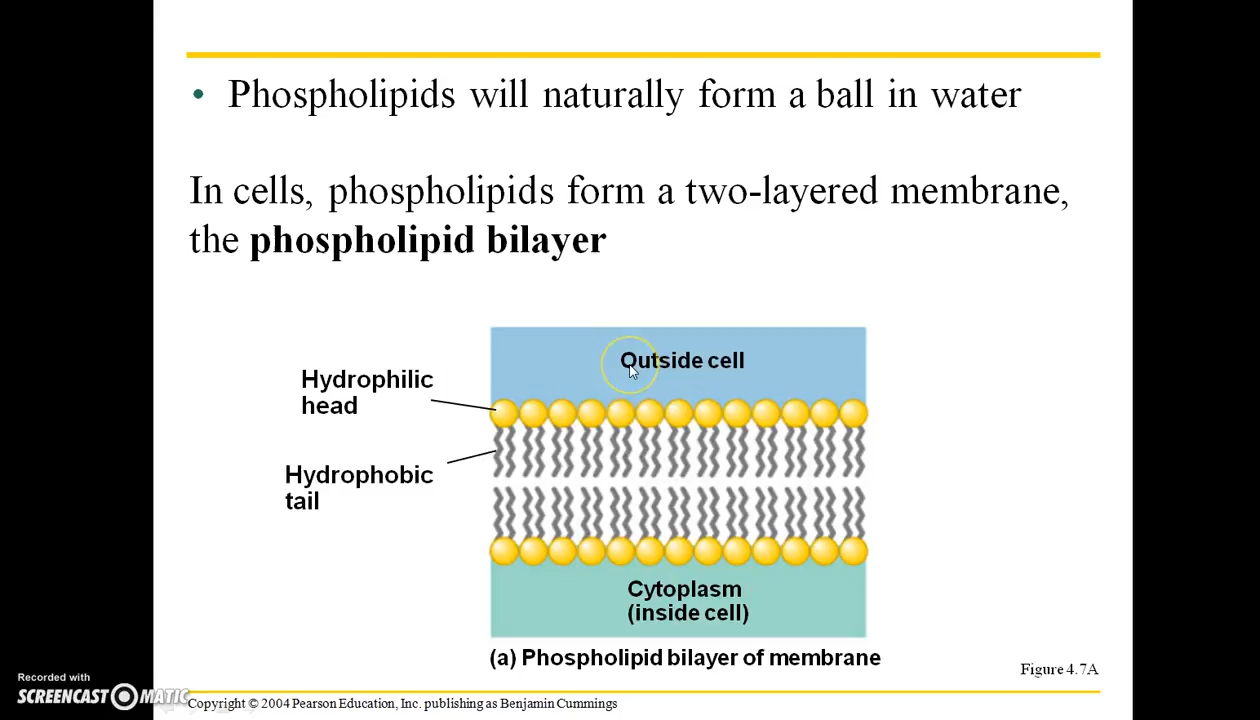 • Phospholipids will naturally form a ball in water
In cells, phospholipids form a two-layered membrane,
the phospholipid bilayer
Outside cell
Hydrophilic
head
Hydrophobic
tail
Cytoplasm
(inside cell)
(a) Phospholipid bilayer of membrane
Figure 4.7A
Recorded with
SCREENCAST MATIC
Copyright © 2004 Pearson Education, Inc. publishing as Benjamin Cummings